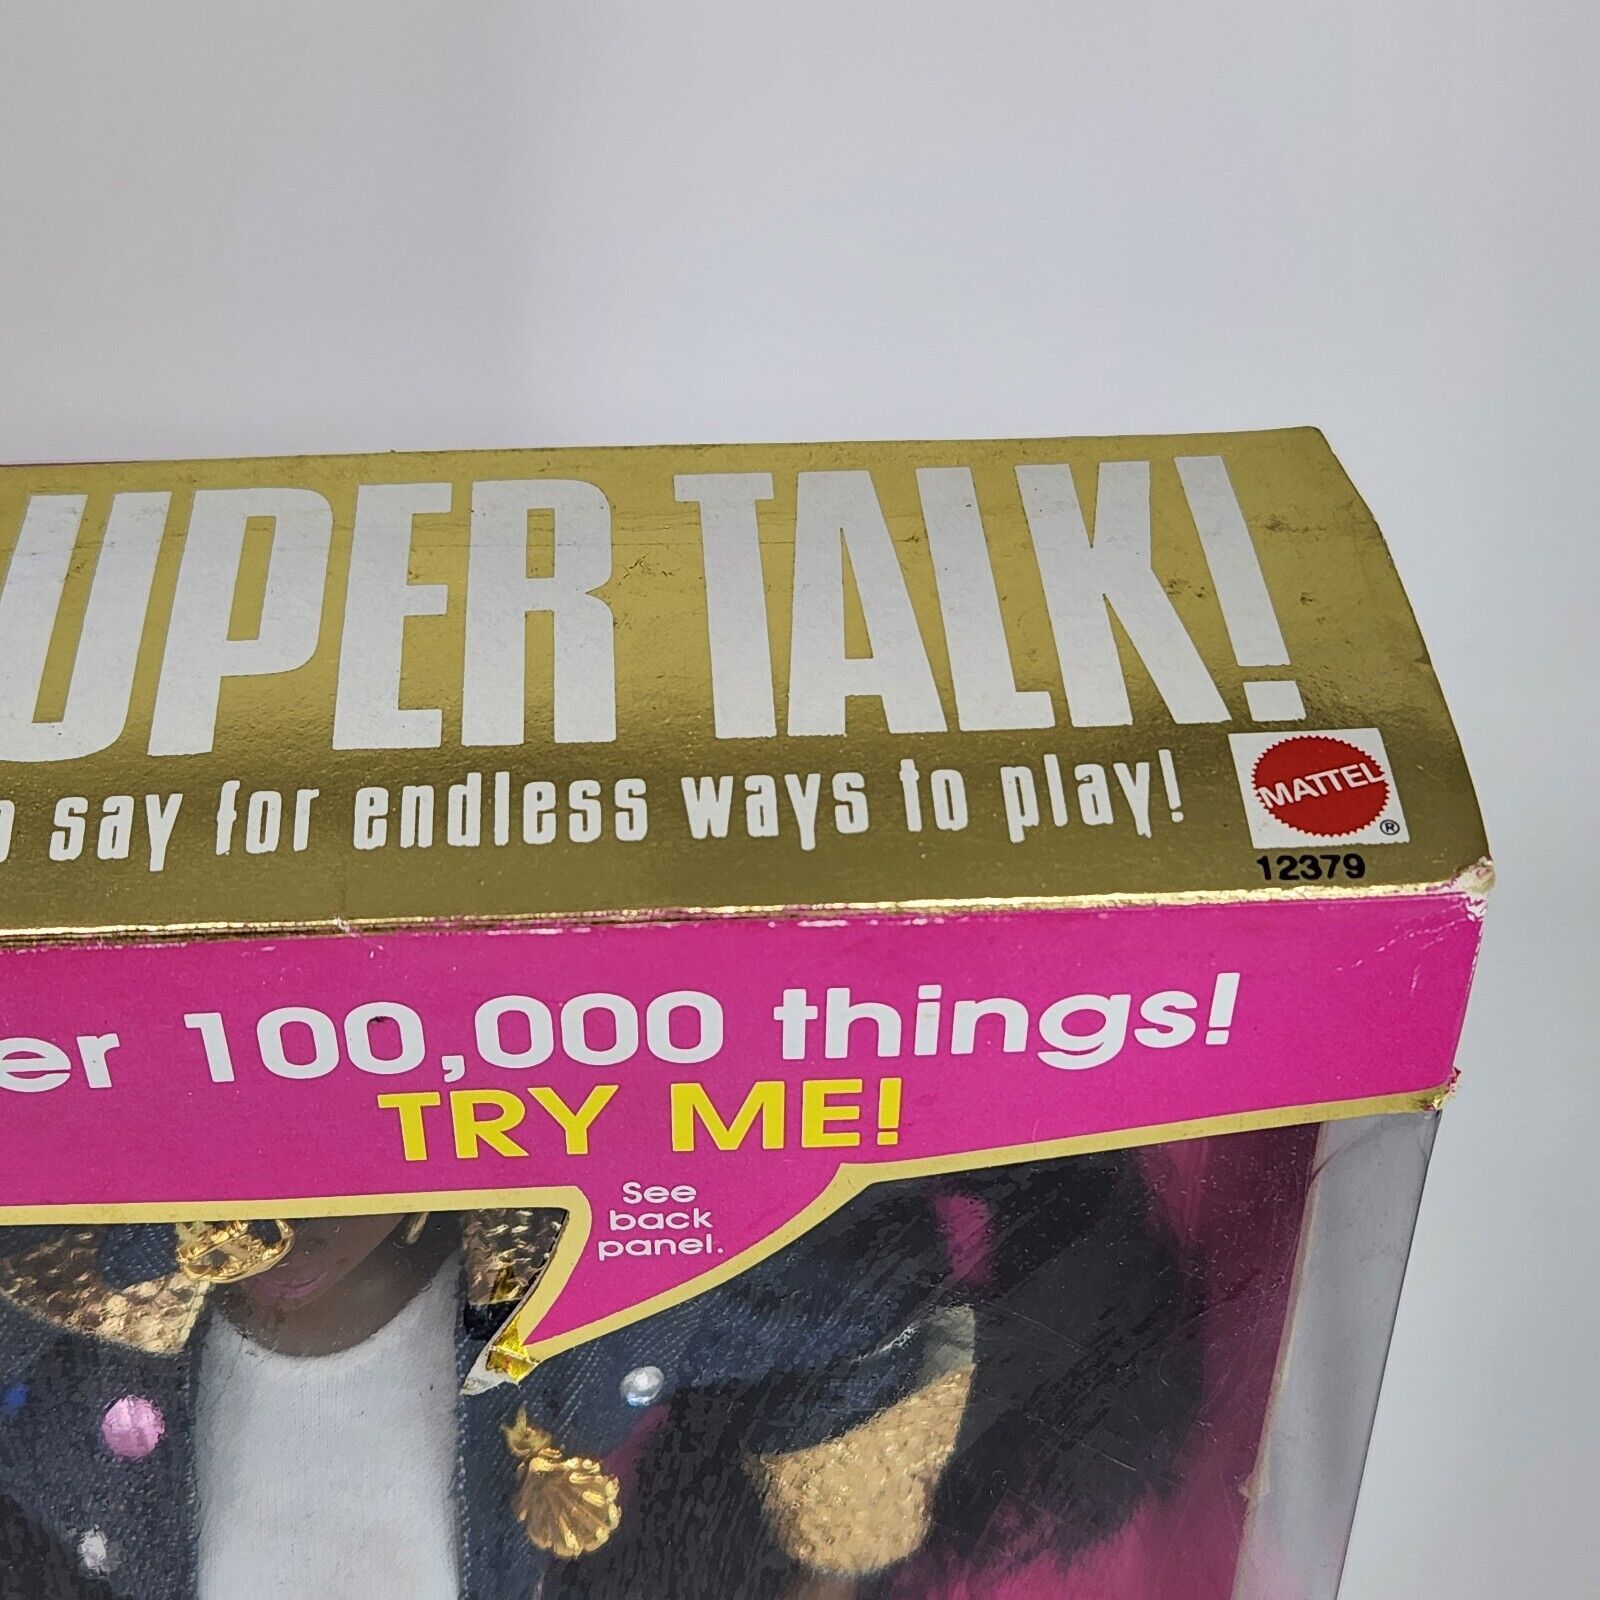 UPER TALK!
say for endless ways to play!
MATTEL
®
12379
er 100,000 things!
TRY ME!
See
back
panel.